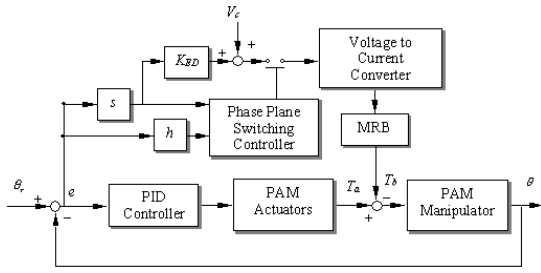 V_c
+
+
K_ED
Voltage to
Current
Converter
s
Phase Plane
Switching
Controller
h
MRB
θ_r
+
−
e
PID
Controller
PAM
Actuators
T_a
+
T_b
−
PAM
Manipulator
θ